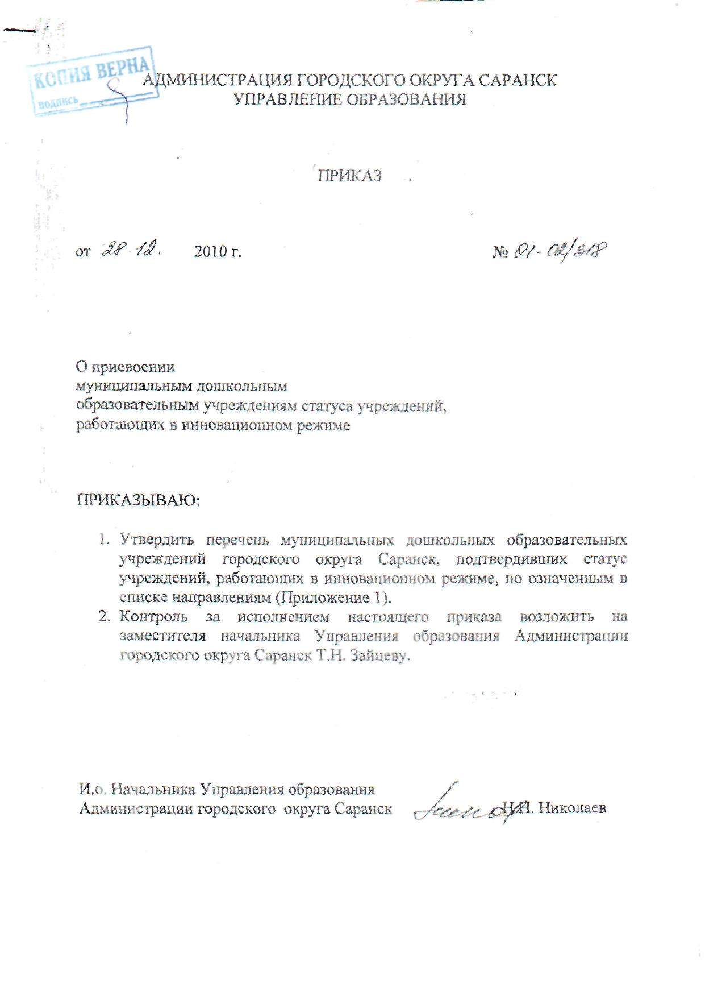 КОПИЯ ВЕРНА
подпись
АДМИНИСТРАЦИЯ ГОРОДСКОГО ОКРУГА САРАНСК
УПРАВЛЕНИЕ ОБРАЗОВАНИЯ
ПРИКАЗ
от 28 12. 2010 г. № 01-02/318
О присвоении
муниципальным дошкольным
образовательным учреждениям статуса учреждений,
работающих в инновационном режиме
ПРИКАЗЫВАЮ:
1. Утвердить перечень муниципальных дошкольных образовательных
учреждений городского округа Саранск, подтвердивших статус
учреждений, работающих в инновационном режиме, по означенным в
списке направлениям (Приложение 1).
2. Контроль за исполнением настоящего приказа возложить на
заместителя начальника Управления образования Администрации
городского округа Саранск Т.Н. Зайцеву.
И.о. Начальника Управления образования
Администрации городского округа Саранск Николаев